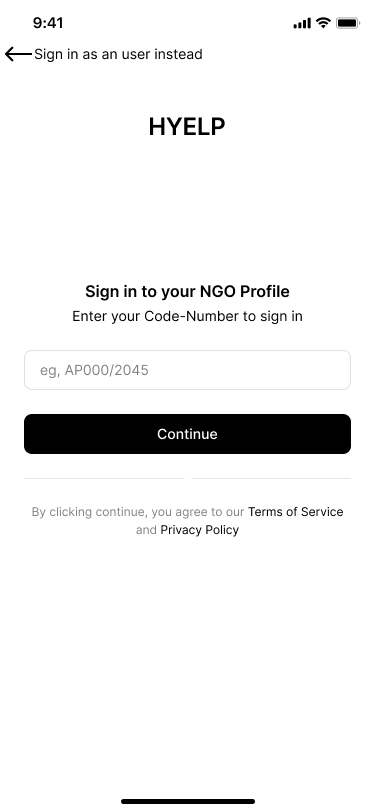 9:41
Sign in as an user instead
HYELP
Sign in to your NGO Profile
Enter your Code-Number to sign in
eg, AP000/2045
Continue
By clicking continue, you agree to our Terms of Service
and Privacy Policy